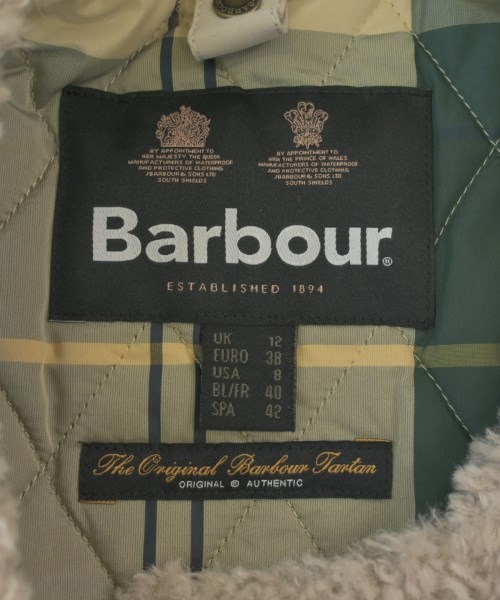 Barbour
BY APPOINTMENT TO
HER MAJESTY THE QUEEN
MANUFACTURERS OF WATERPROOF
AND PROTECTIVE CLOTHING
J BARBOUR & SONS LTD
SOUTH SHIELDS
BY APPOINTMENT TO
HRH THE PRINCE OF WALES
MANUFACTURERS OF WATERPROOF
AND PROTECTIVE CLOTHING
J BARBOUR & SONS LTD
SOUTH SHIELDS
Barbour®
ESTABLISHED 1894
UK 12
EURO 38
USA 8
BL/FR 40
SPA 42
The Original Barbour Tartan
ORIGINAL & AUTHENTIC